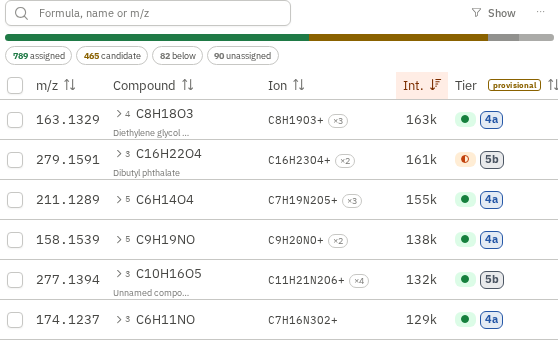 Formula, name or m/z
Show ...
789 assigned 465 candidate 82 below 90 unassigned
m/z Compound Ion Int. Tier provisional
163.1329 4 C8H18O3 C8H19O3+ ×3 163k 4a
Diethylene glycol ...
279.1591 3 C16H22O4 C16H23O4+ ×2 161k 5b
Dibutyl phthalate
211.1289 5 C6H14O4 C7H19N2O5+ ×3 155k 4a
158.1539 5 C9H19NO C9H20NO+ ×2 138k 4a
277.1394 3 C10H16O5 C11H21N2O6+ ×4 132k 5b
Unnamed compo...
174.1237 3 C6H11NO C7H16N3O2+ 129k 4a